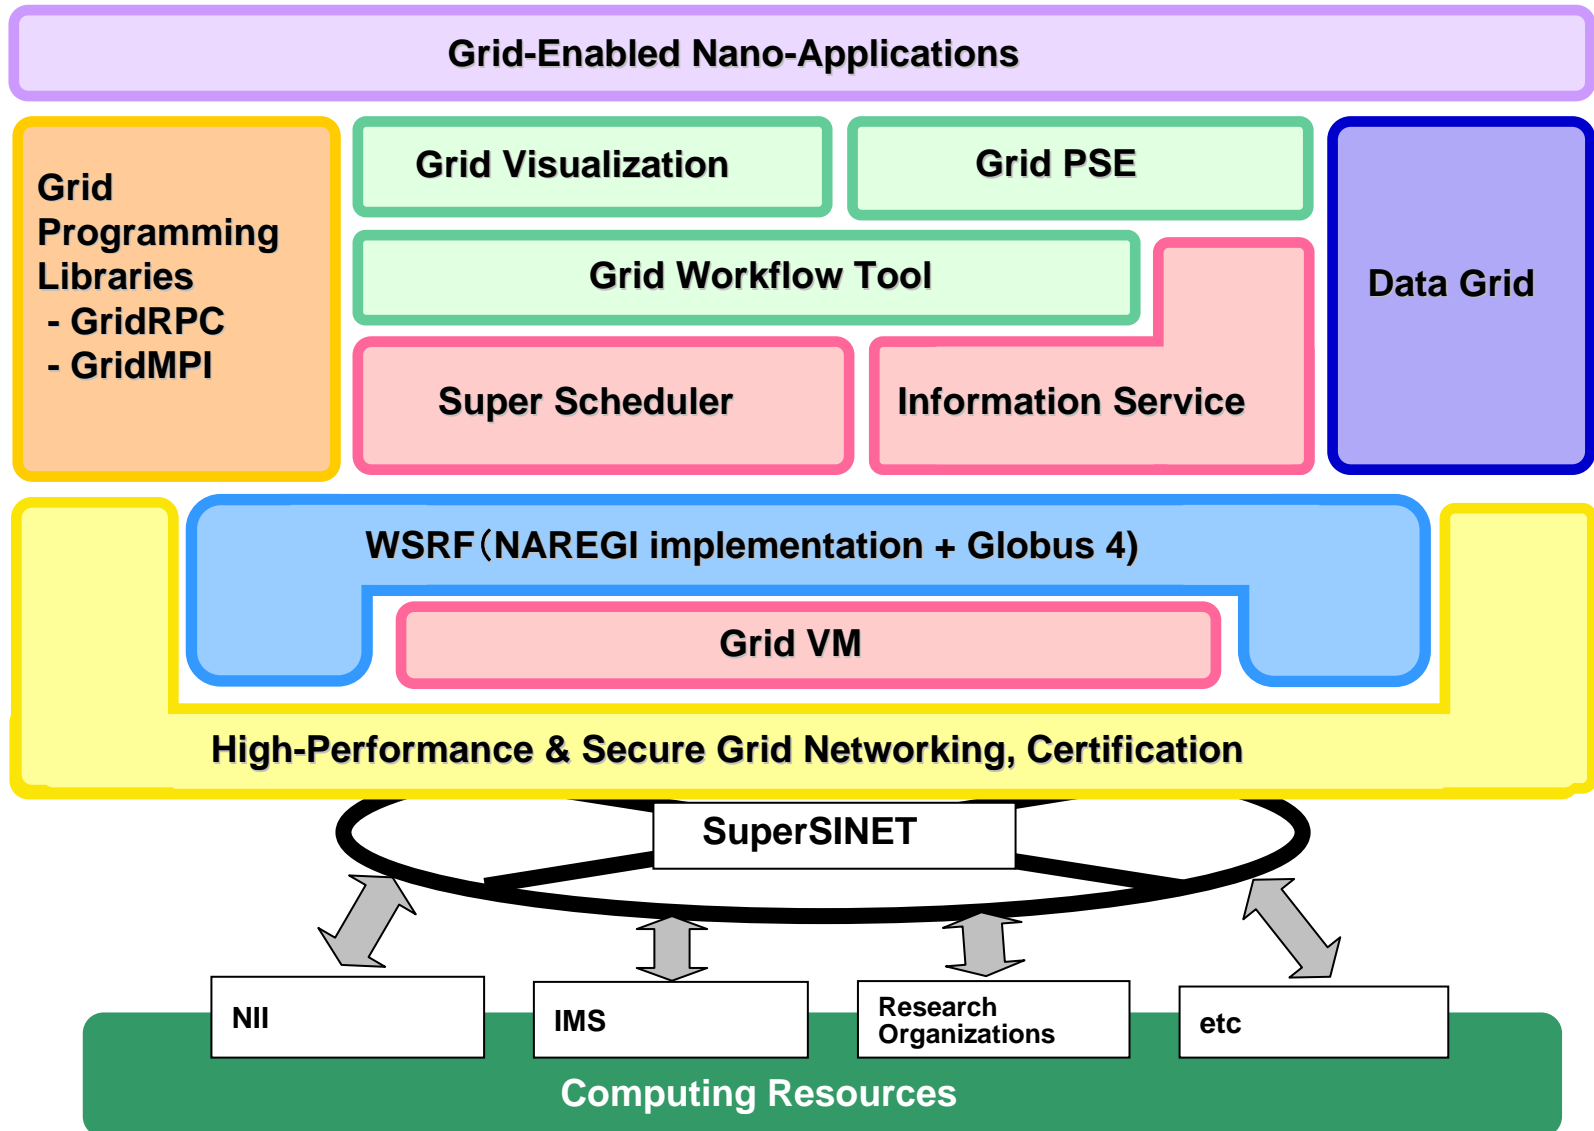 Grid-Enabled Nano-Applications
Grid
Programming
Libraries
- GridRPC
- GridMPI
Grid Visualization
Grid PSE
Grid Workflow Tool
Data Grid
Super Scheduler
Information Service
WSRF（NAREGI implementation + Globus 4)
Grid VM
High-Performance & Secure Grid Networking, Certification
SuperSINET
NII
IMS
Research
Organizations
etc
Computing Resources